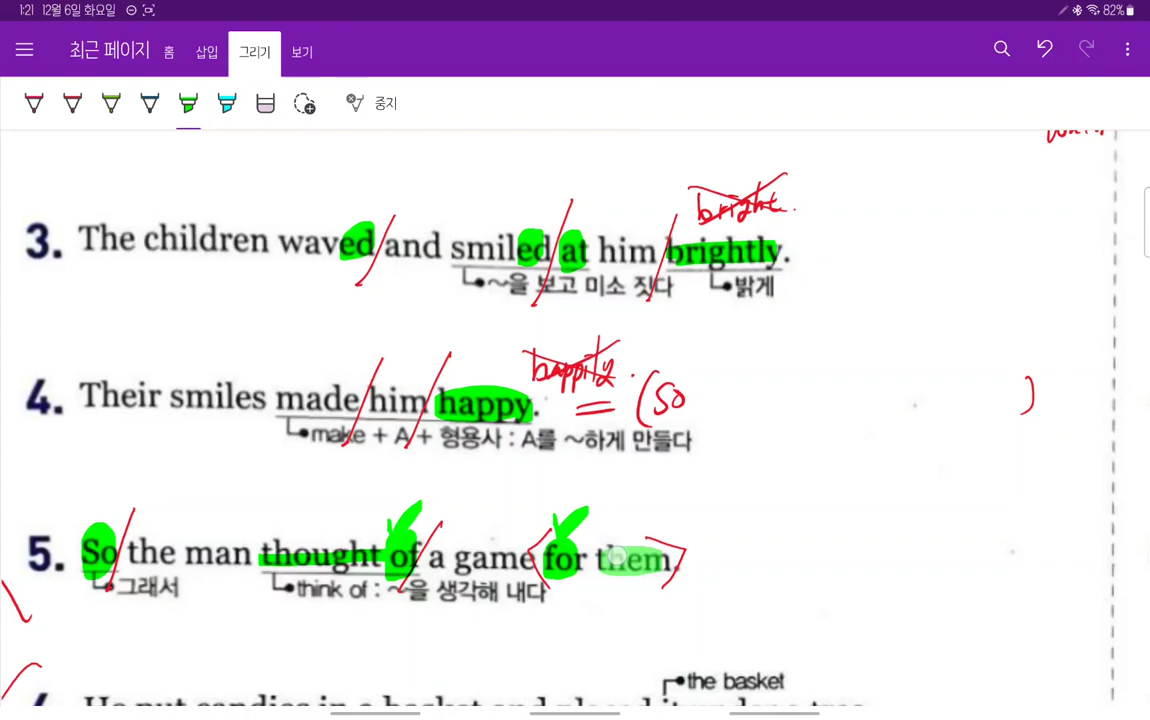 1:21 12월 6일 화요일 82%
최근 페이지 홈 삽입 그리기 보기
중지
bright.
3. The children waved and smiled at him brightly.
~을 보고 미소 짓다 밝게
happily.
4. Their smiles made him happy. (so )
make + A + 형용사 : A를 ~하게 만들다
5. So the man thought of a game for them.
그래서 think of : ~을 생각해 내다
the basket